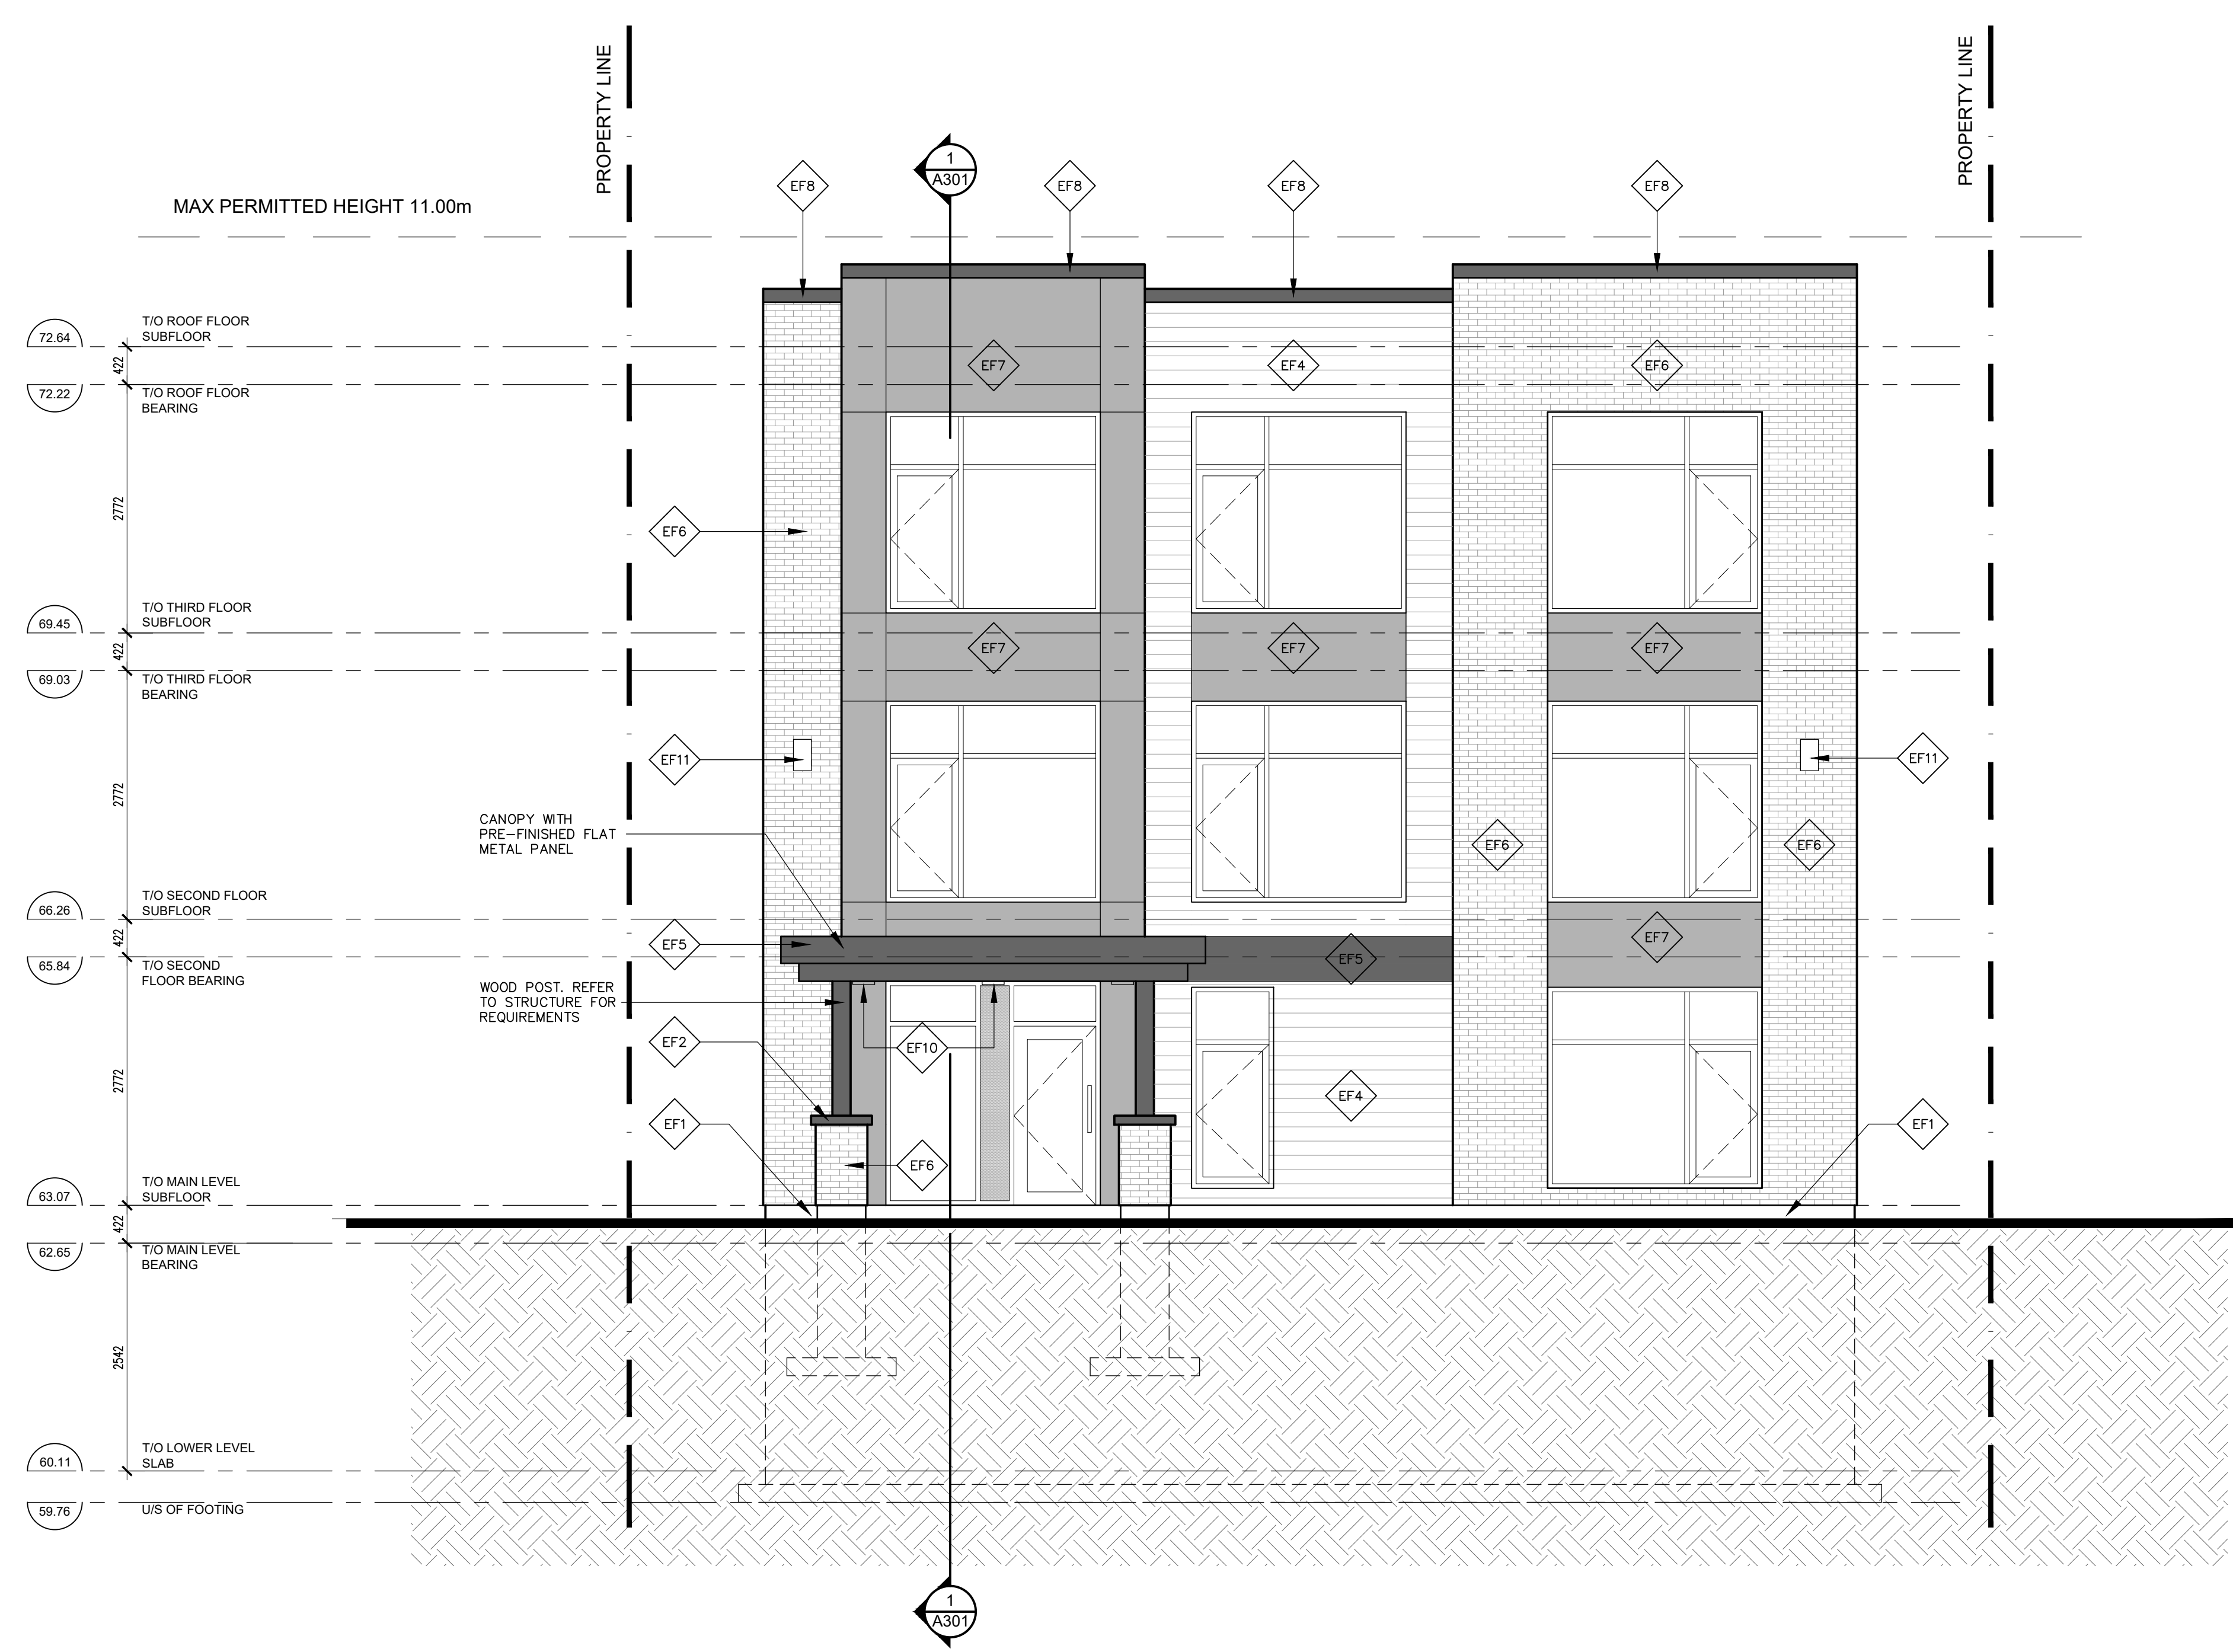 PROPERTY LINE
PROPERTY LINE
1
A301
EF8
EF8
EF8
EF8
MAX PERMITTED HEIGHT 11.00m
T/O ROOF FLOOR
SUBFLOOR
72.64
422
EF7
EF4
EF6
72.22
T/O ROOF FLOOR
BEARING
2772
EF6
T/O THIRD FLOOR
SUBFLOOR
69.45
422
EF7
EF7
EF7
69.03
T/O THIRD FLOOR
BEARING
EF11
EF11
2772
CANOPY WITH
PRE-FINISHED FLAT
METAL PANEL
EF6
EF6
T/O SECOND FLOOR
SUBFLOOR
66.26
422
EF5
EF7
EF5
65.84
T/O SECOND
FLOOR BEARING
WOOD POST. REFER
TO STRUCTURE FOR
REQUIREMENTS
EF2
EF10
2772
EF4
EF1
EF1
EF6
T/O MAIN LEVEL
SUBFLOOR
63.07
422
62.65
T/O MAIN LEVEL
BEARING
2542
T/O LOWER LEVEL
SLAB
60.11
59.76
U/S OF FOOTING
1
A301